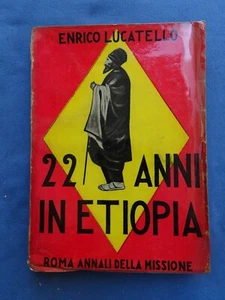 ENRICO LUCATELLO
22 ANNI
IN ETIOPIA
ROMA ANNALI DELLA MISSIONE